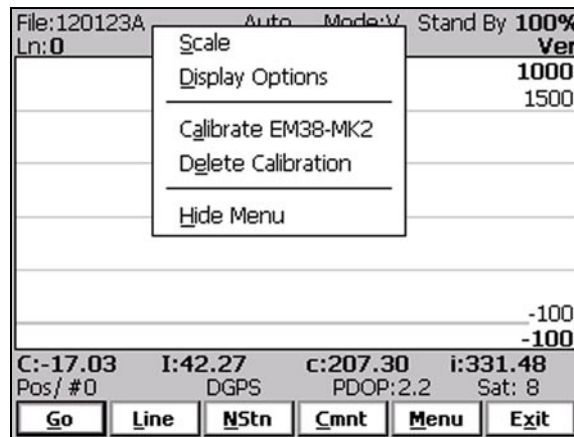 File:120123A Auto Mode:V Stand By 100%
Ln:0 Ver
Scale
Display Options
Calibrate EM38-MK2
Delete Calibration
Hide Menu
1000
1500
-100
-100
C:-17.03 I:42.27 c:207.30 i:331.48
Pos/ #0 DGPS PDOP:2.2 Sat: 8
Go Line NStn Cmnt Menu Exit